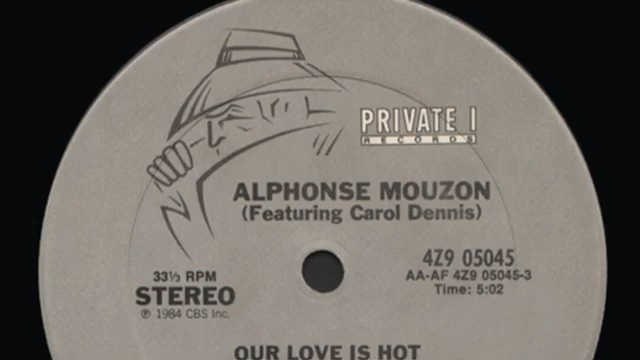 PRIVATE I
RECORDS
ALPHONSE MOUZON
(Featuring Carol Dennis)
4Z9 05045
AA-AF 4Z9 05045-3
Time: 5:02
33⅓ RPM
STEREO
℗ 1984 CBS Inc.
OUR LOVE IS HOT